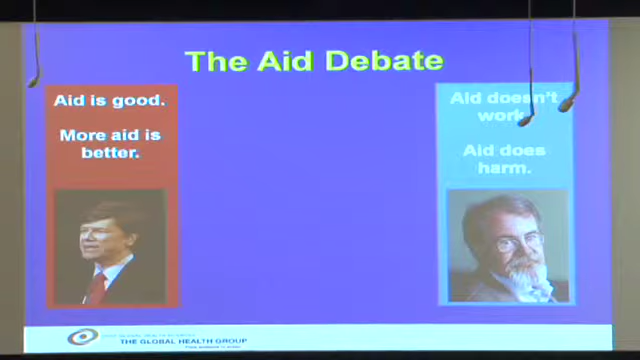 The Aid Debate
Aid is good.
More aid is
better.
Aid doesn't
work.
Aid does
harm.
THE GLOBAL HEALTH GROUP